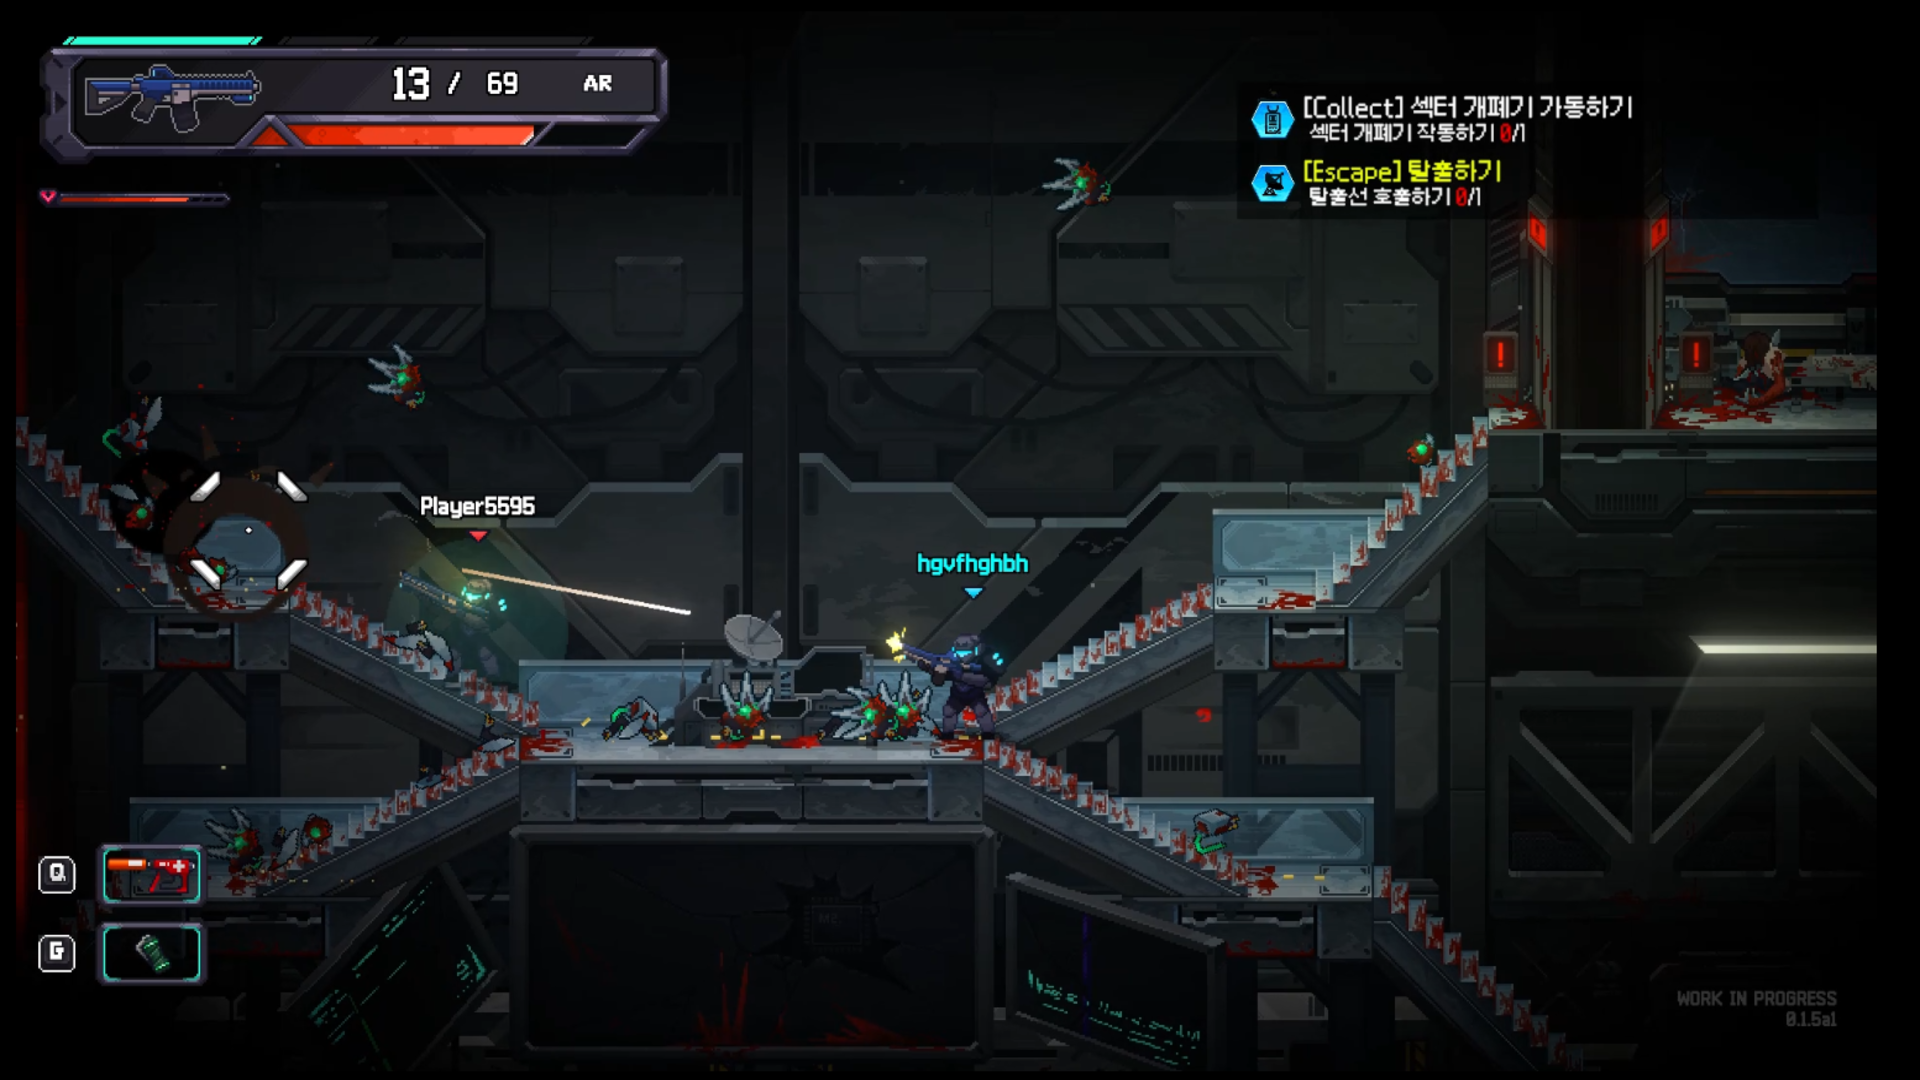 13 / 69 AR
[Collect] 섹터 개폐기 가동하기
섹터 개폐기 작동하기 0/1
[Escape] 탈출하기
탈출선 호출하기 0/1
Player5595
hgvfhghbh
Q
G
WORK IN PROGRESS
0.1.5a1